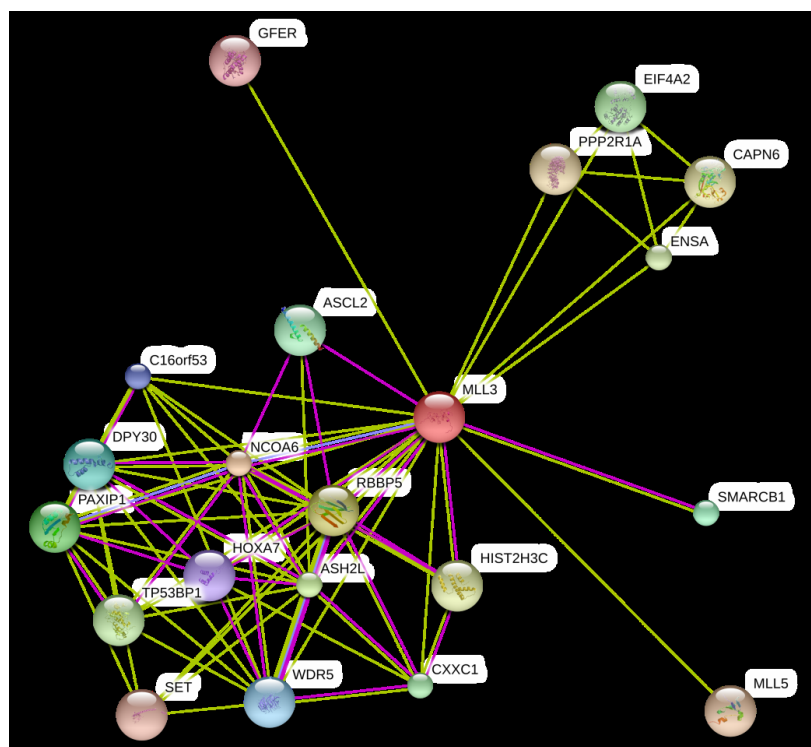 GFER
EIF4A2
PPP2R1A
CAPN6
ENSA
ASCL2
C16orf53
MLL3
DPY30
NCOA6
RBBP5
PAXIP1
SMARCB1
HOXA7
ASH2L
HIST2H3C
TP53BP1
WDR5
CXXC1
SET
MLL5